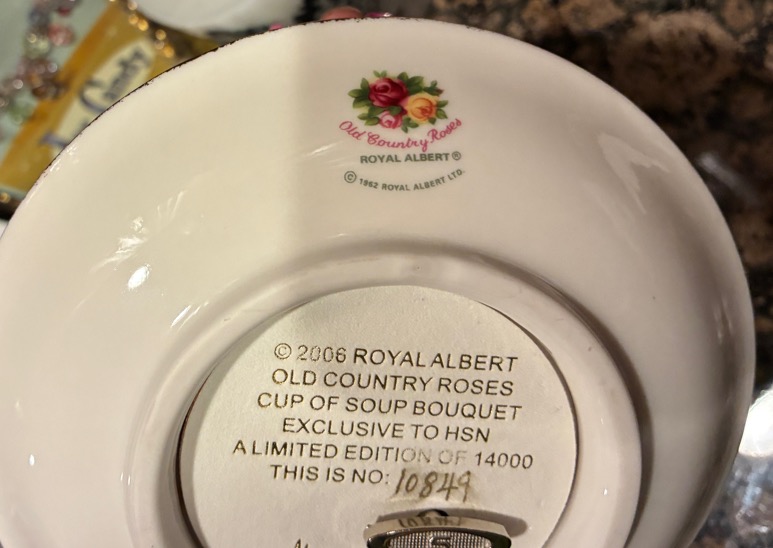 Old Country Roses
ROYAL ALBERT®
© 1962 ROYAL ALBERT LTD.
© 2006 ROYAL ALBERT
OLD COUNTRY ROSES
CUP OF SOUP BOUQUET
EXCLUSIVE TO HSN
A LIMITED EDITION OF 14000
THIS IS NO: 10849